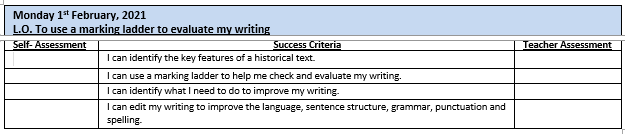 Monday 1st February, 2021
L.O. To use a marking ladder to evaluate my writing
Self- Assessment Success Criteria Teacher Assessment
I can identify the key features of a historical text.
I can use a marking ladder to help me check and evaluate my writing.
I can identify what I need to do to improve my writing.
I can edit my writing to improve the language, sentence structure, grammar, punctuation and
spelling.